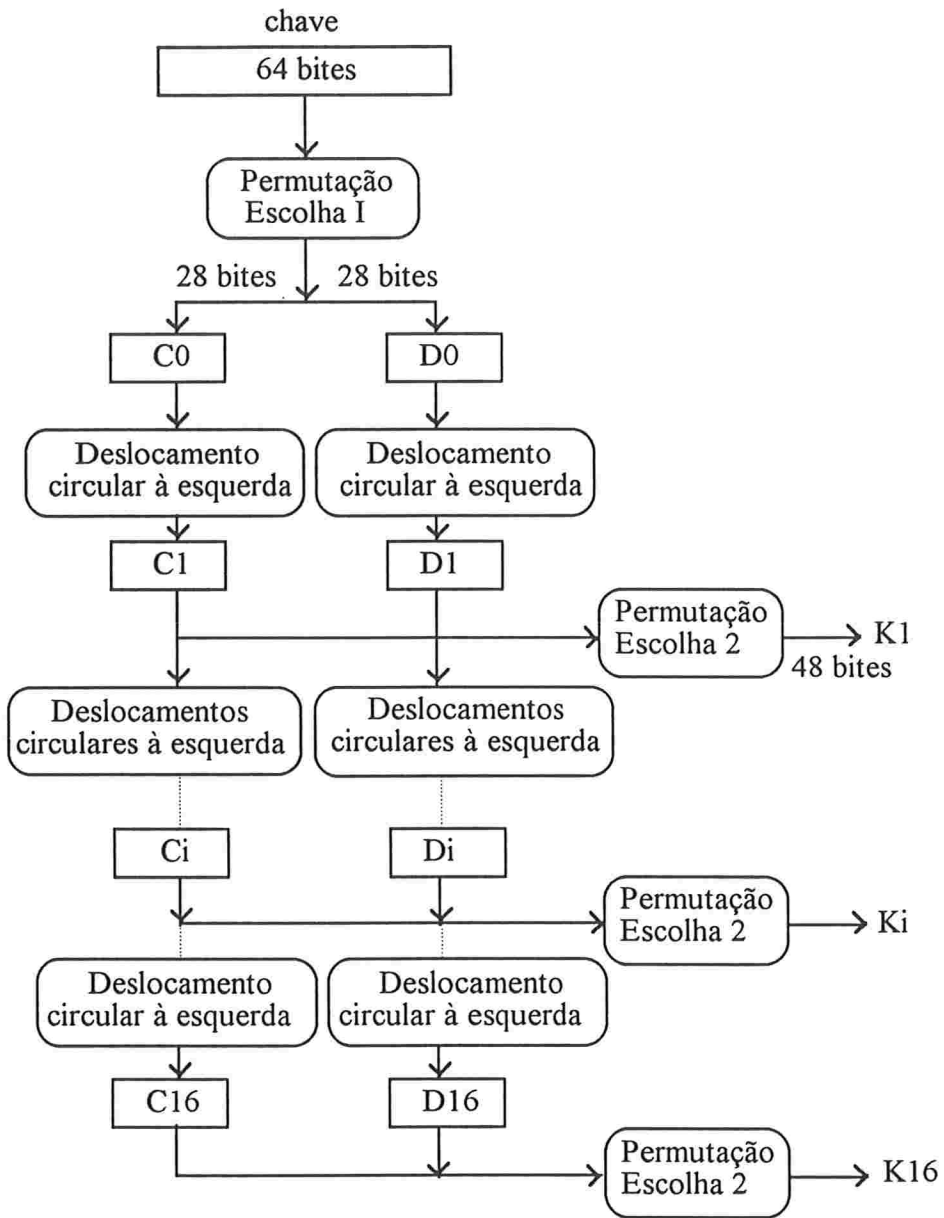 chave
64 bites
Permutação
Escolha I
28 bites
28 bites
C0
D0
Deslocamento
circular à esquerda
Deslocamento
circular à esquerda
C1
D1
Permutação
Escolha 2
K1
48 bites
Deslocamentos
circulares à esquerda
Deslocamentos
circulares à esquerda
Ci
Di
Permutação
Escolha 2
Ki
Deslocamento
circular à esquerda
Deslocamento
circular à esquerda
C16
D16
Permutação
Escolha 2
K16